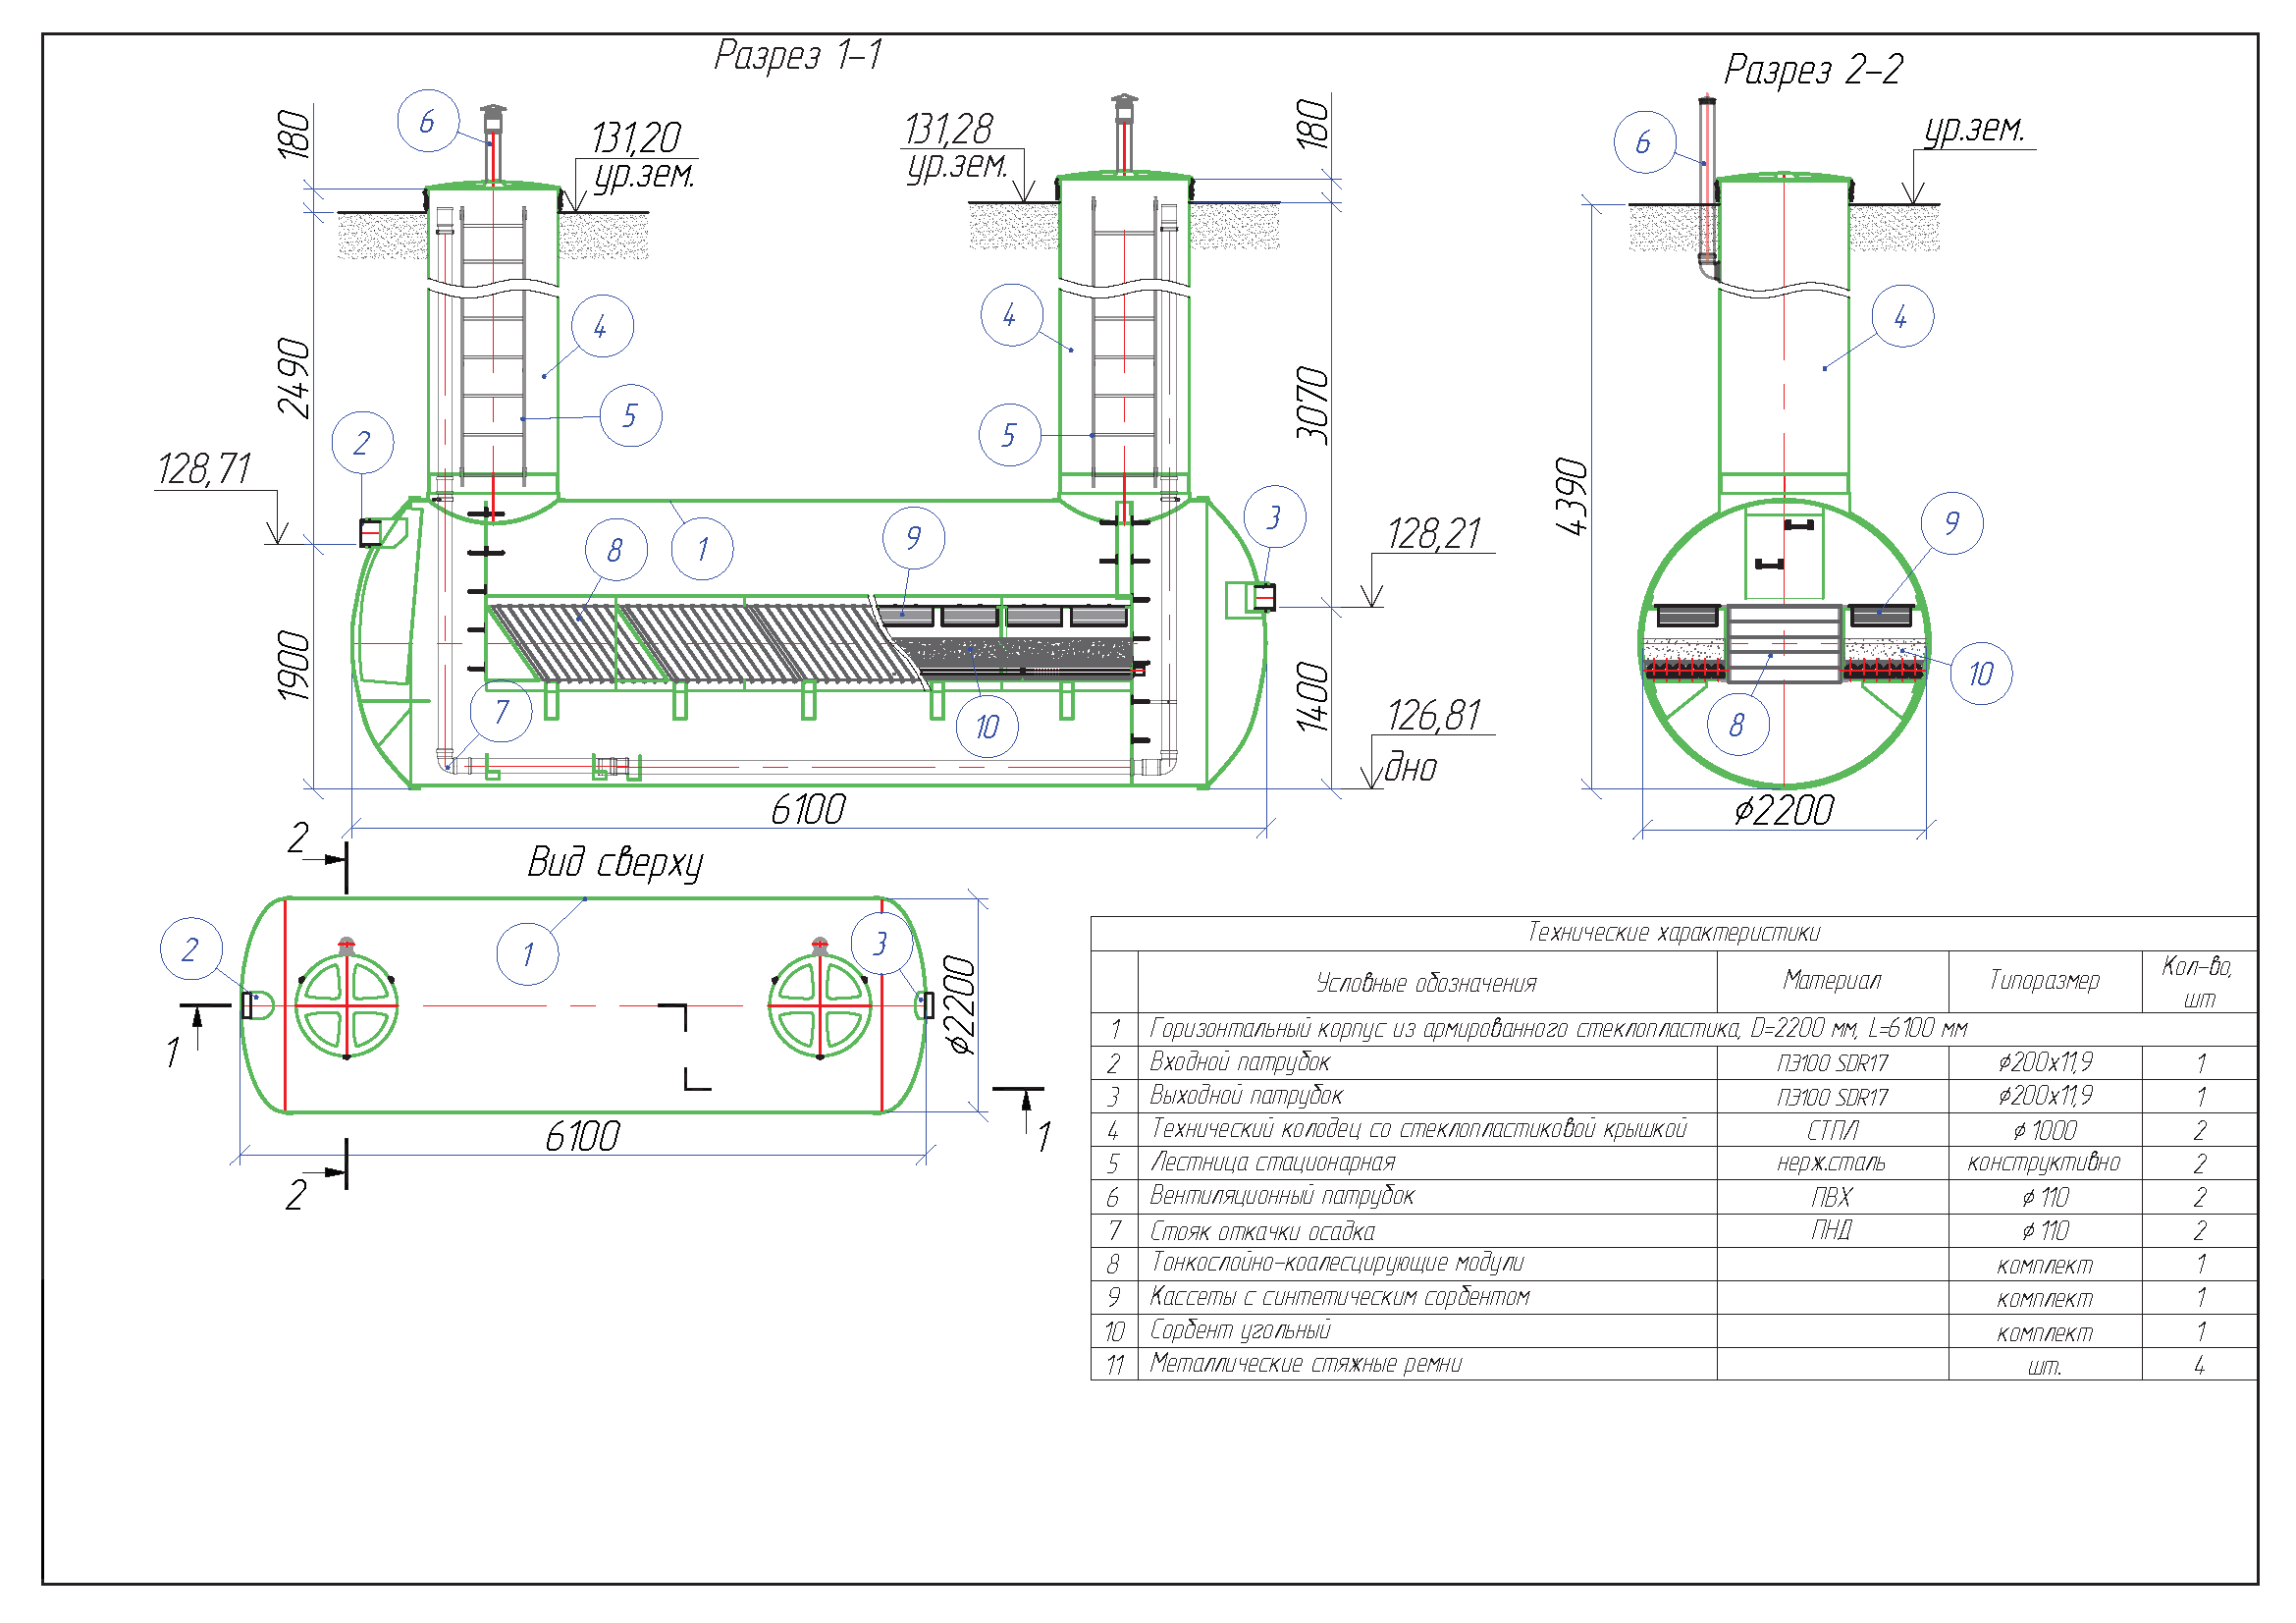 Разрез 1-1
Разрез 2-2
180
6
131,20
ур.зем.
131,28
ур.зем.
180
6
ур.зем.
4
4
4
2490
5
5
3070
2
128,71
4390
8
1
9
3
128,21
9
1900
7
10
1400
126,81
дно
8
10
6100
ϕ2200
2
Вид сверху
2
1
3
1
ϕ2200
6100
1
2
Технические характеристики
Условные обозначения Материал Типоразмер Кол-во, шт
1 Горизонтальный корпус из армированного стеклопластика, D=2200 мм, L=6100 мм
2 Входной патрубок ПЭ100 SDR17 ϕ200х11,9 1
3 Выходной патрубок ПЭ100 SDR17 ϕ200х11,9 1
4 Технический колодец со стеклопластиковой крышкой СТПЛ ϕ 1000 2
5 Лестница стационарная нерж.сталь конструктивно 2
6 Вентиляционный патрубок ПВХ ϕ 110 2
7 Стояк откачки осадка ПНД ϕ 110 2
8 Тонкослойно-коалесцирующие модули комплект 1
9 Кассеты с синтетическим сорбентом комплект 1
10 Сорбент угольный комплект 1
11 Металлические стяжные ремни шт. 4